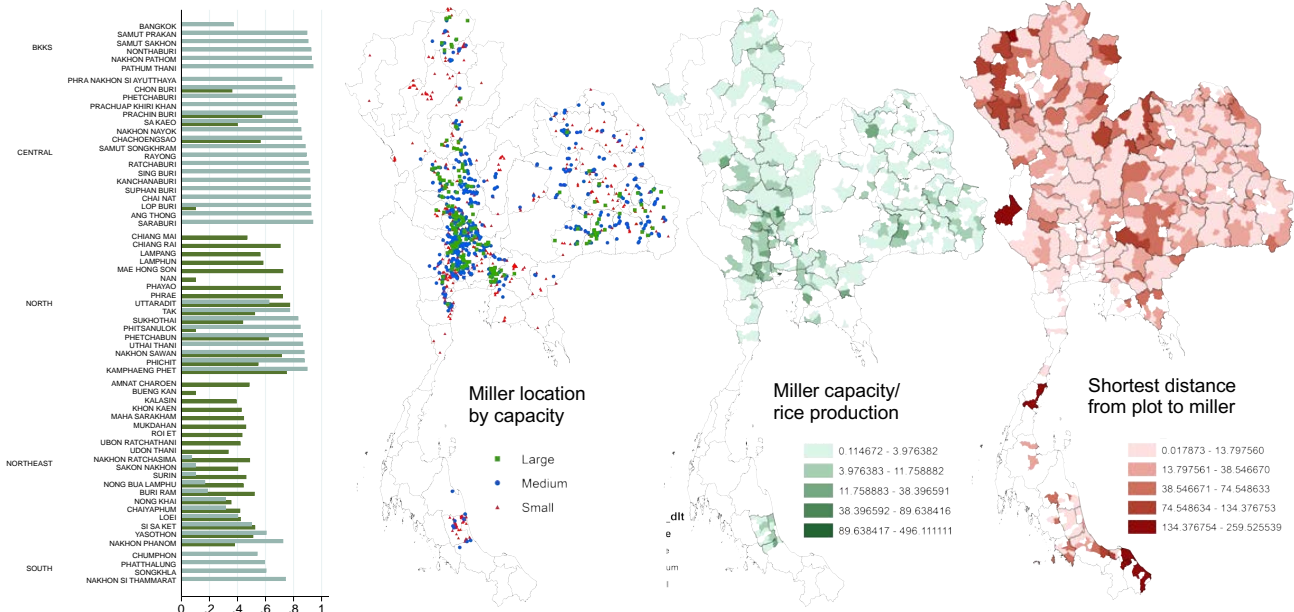 BKKS
BANGKOK
SAMUT PRAKAN
SAMUT SAKHON
NONTHABURI
NAKHON PATHOM
PATHUM THANI
CENTRAL
PHRA NAKHON SI AYUTTHAYA
CHON BURI
PHETCHABURI
PRACHUAP KHIRI KHAN
PRACHIN BURI
SA KAEO
NAKHON NAYOK
CHACHOENGSAO
SAMUT SONGKHRAM
RAYONG
RATCHABURI
SING BURI
KANCHANABURI
SUPHAN BURI
CHAI NAT
LOP BURI
ANG THONG
SARABURI
NORTH
CHIANG MAI
CHIANG RAI
LAMPANG
LAMPHUN
MAE HONG SON
NAN
PHAYAO
PHRAE
UTTARADIT
TAK
SUKHOTHAI
PHITSANULOK
PHETCHABUN
UTHAI THANI
NAKHON SAWAN
PHICHIT
KAMPHAENG PHET
NORTHEAST
AMNAT CHAROEN
BUENG KAN
KALASIN
KHON KAEN
MAHA SARAKHAM
MUKDAHAN
ROI ET
UBON RATCHATHANI
UDON THANI
NAKHON RATCHASIMA
SAKON NAKHON
SURIN
NONG BUA LAMPHU
BURI RAM
NONG KHAI
CHAIYAPHUM
LOEI
SI SA KET
YASOTHON
NAKHON PHANOM
SOUTH
CHUMPHON
PHATTHALUNG
SONGKHLA
NAKHON SI THAMMARAT
0 .2 .4 .6 .8 1
Miller location
by capacity
Large
Medium
Small
Miller capacity/
rice production
0.114672 - 3.976382
3.976383 - 11.758882
11.758883 - 38.396591
38.396592 - 89.638416
89.638417 - 496.111111
_dlt
e
e
um
l
Shortest distance
from plot to miller
0.017873 - 13.797560
13.797561 - 38.546670
38.546671 - 74.548633
74.548634 - 134.376753
134.376754 - 259.525539